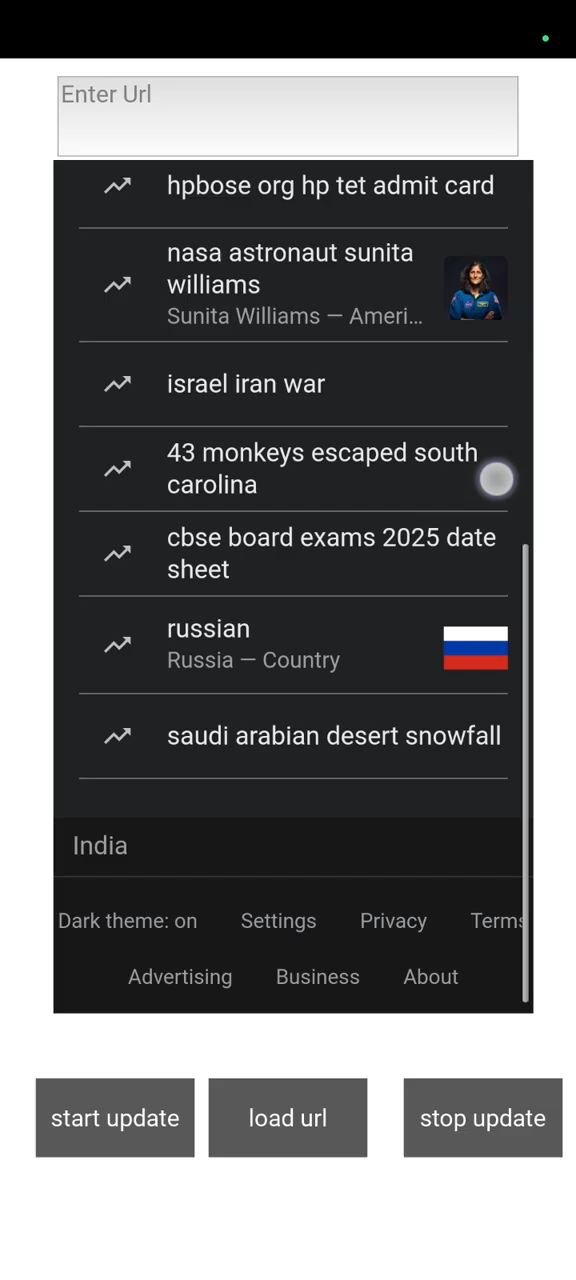 Enter Url
hpbose org hp tet admit card
nasa astronaut sunita
williams
Sunita Williams — Ameri...
israel iran war
43 monkeys escaped south
carolina
cbse board exams 2025 date
sheet
russian
Russia — Country
saudi arabian desert snowfall
India
Dark theme: on Settings Privacy Terms
Advertising Business About
start update load url stop update